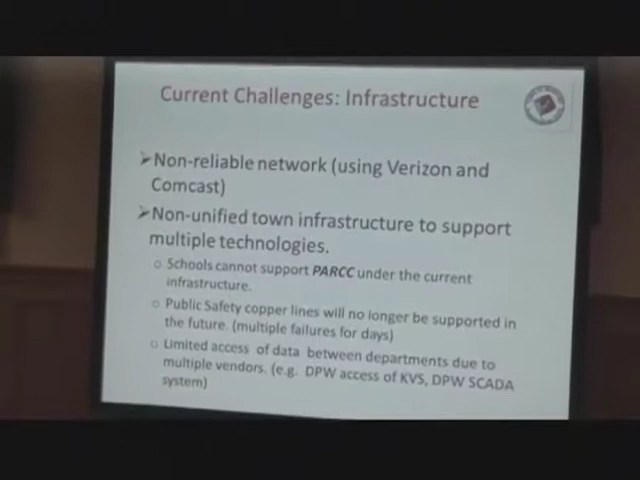 Current Challenges: Infrastructure
➤Non-reliable network (using Verizon and
Comcast)
➤Non-unified town infrastructure to support
multiple technologies.
○ Schools cannot support PARCC under the current
infrastructure.
○ Public Safety copper lines will no longer be supported in
the future. (multiple failures for days)
○ Limited access of data between departments due to
multiple vendors. (e.g. DPW access of KVS, DPW SCADA
system)